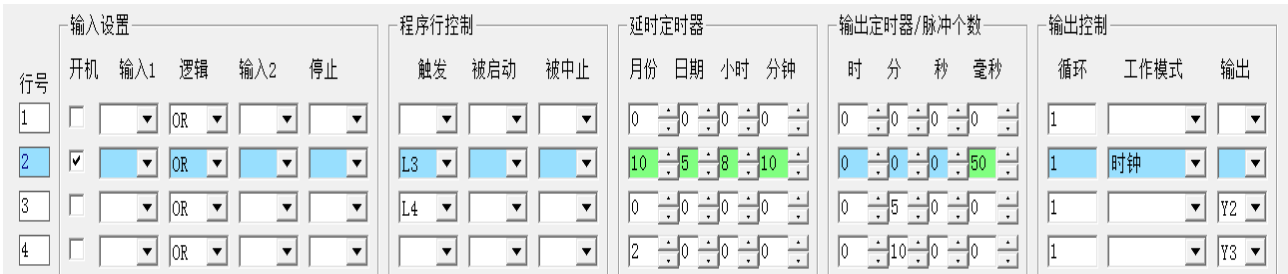 输入设置 程序行控制 延时定时器 输出定时器/脉冲个数 输出控制
行号 开机 输入1 逻辑 输入2 停止 触发 被启动 被中止 月份 日期 小时 分钟 时 分 秒 毫秒 循环 工作模式 输出
1 OR 0 0 0 0 0 0 0 0 1
2 OR L3 10 5 8 10 0 0 0 50 1 时钟
3 OR L4 0 0 0 0 0 5 0 0 1 Y2
4 OR 2 0 0 0 0 10 0 0 1 Y3